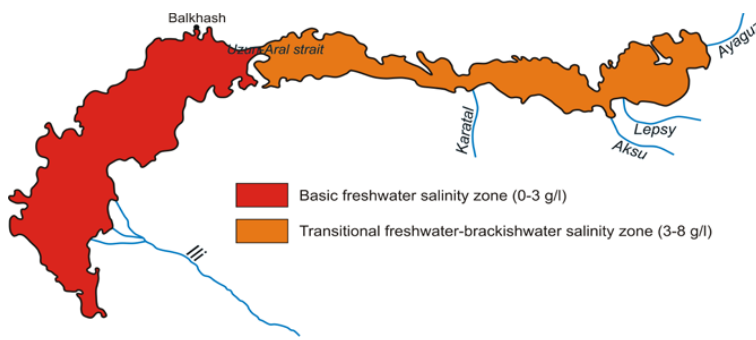 Balkhash
Uzun-Aral strait
Ayaguz
Karatal
Lepsy
Aksu
Basic freshwater salinity zone (0-3 g/l)
Transitional freshwater-brackishwater salinity zone (3-8 g/l)
Ili